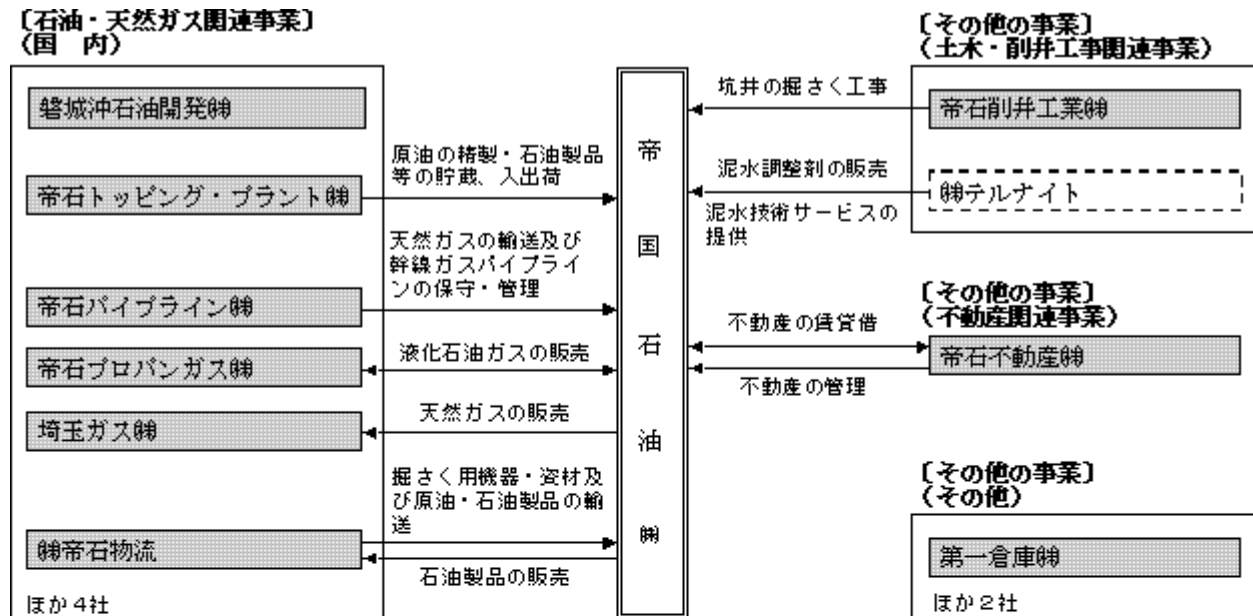 〔石油・天然ガス関連事業〕
（国　内）
磐城沖石油開発㈱
帝石トッピング・プラント㈱
帝石パイプライン㈱
帝石プロパンガス㈱
埼玉ガス㈱
㈱帝石物流
ほか４社
原油の精製・石油製品
等の貯蔵、入出荷
天然ガスの輸送及び
幹線ガスパイプライ
ンの保守・管理
液化石油ガスの販売
天然ガスの販売
掘さく用機器・資材及
び原油・石油製品の輸
送
石油製品の販売
帝
国
石
油
㈱
坑井の掘さく工事
泥水調整剤の販売
泥水技術サービスの
提供
不動産の賃貸借
不動産の管理
〔その他の事業〕
（土木・削井工事関連事業）
帝石削井工業㈱
㈱テルナイト
〔その他の事業〕
（不動産関連事業）
帝石不動産㈱
〔その他の事業〕
（その他）
第一倉庫㈱
ほか２社